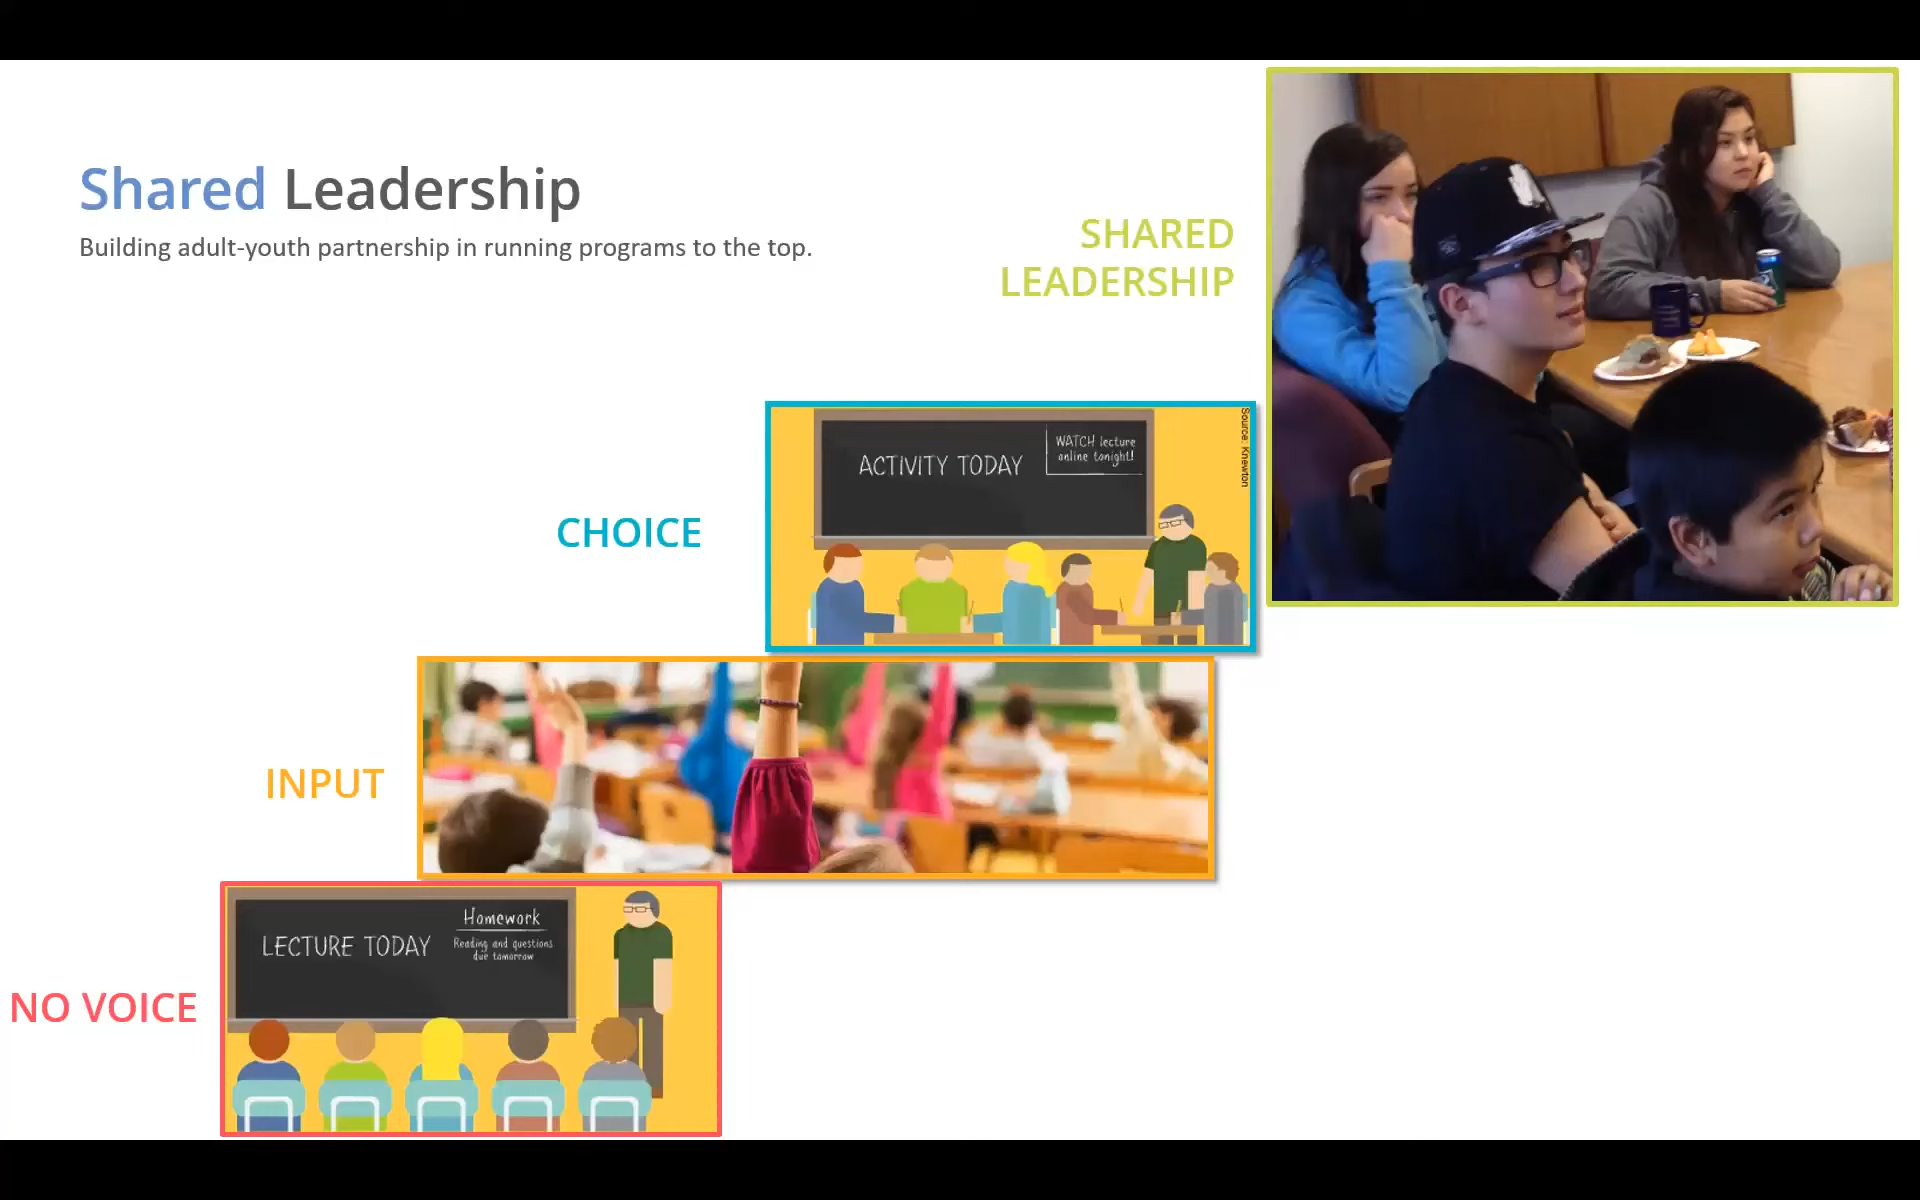 Shared Leadership
Building adult-youth partnership in running programs to the top.
SHARED
LEADERSHIP
CHOICE
ACTIVITY TODAY
WATCH lecture
online tonight!
Source: Knewton
INPUT
NO VOICE
LECTURE TODAY
Homework
Reading and questions
due tomorrow